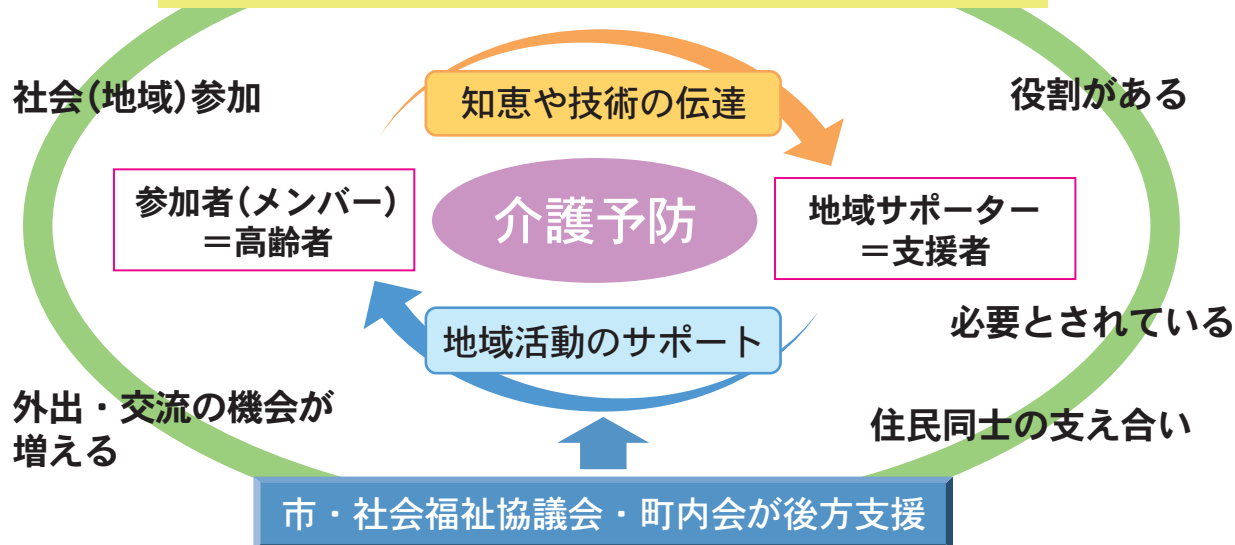 社会(地域)参加
知恵や技術の伝達
役割がある
参加者(メンバー)
＝高齢者
介護予防
地域サポーター
＝支援者
地域活動のサポート
必要とされている
外出・交流の機会が
増える
住民同士の支え合い
市・社会福祉協議会・町内会が後方支援